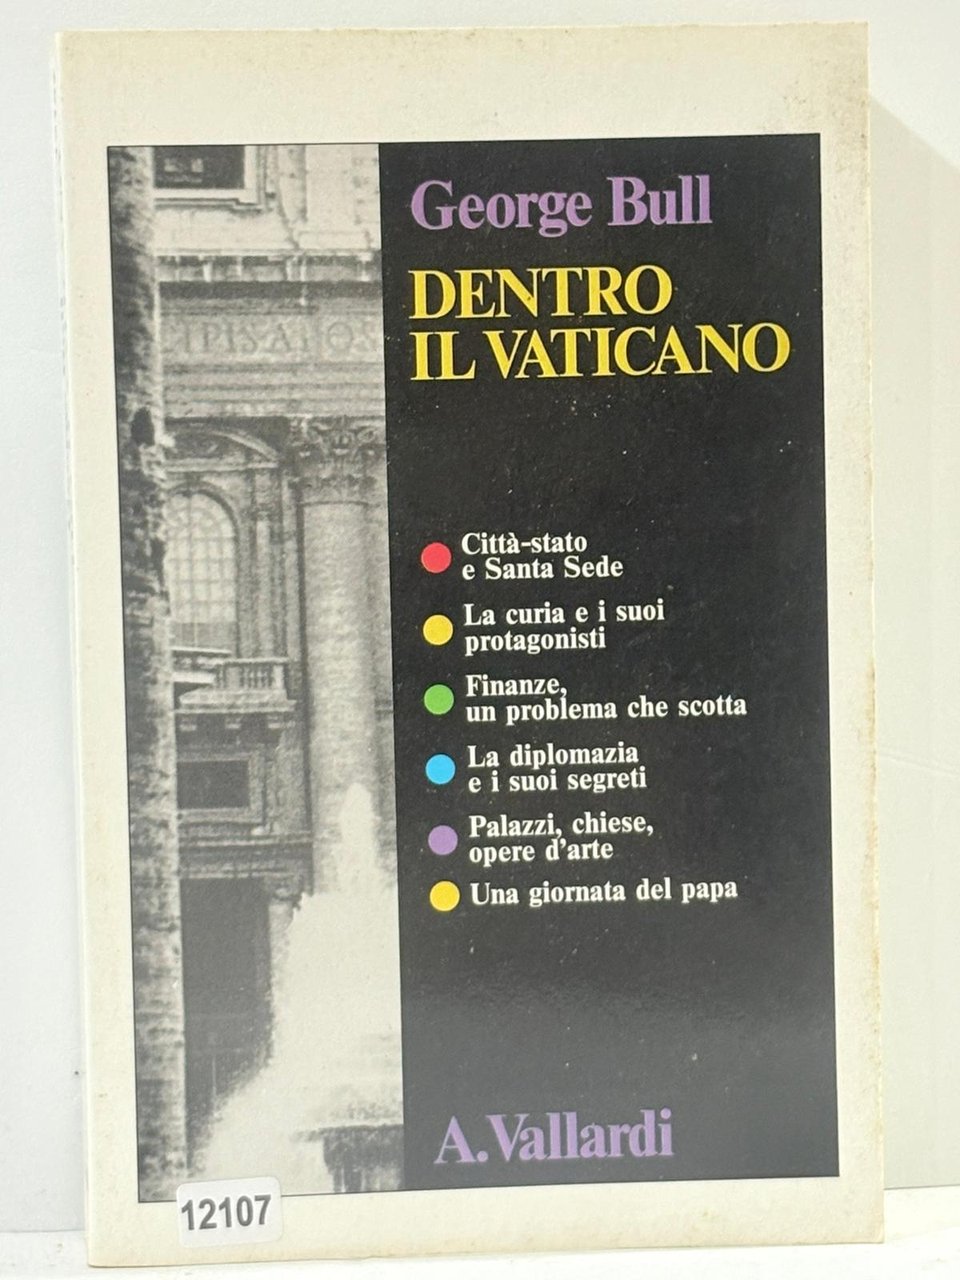 George Bull
DENTRO
IL VATICANO
Città-stato
e Santa Sede
La curia e i suoi
protagonisti
Finanze,
un problema che scotta
La diplomazia
e i suoi segreti
Palazzi, chiese,
opere d'arte
Una giornata del papa
A. Vallardi
12107